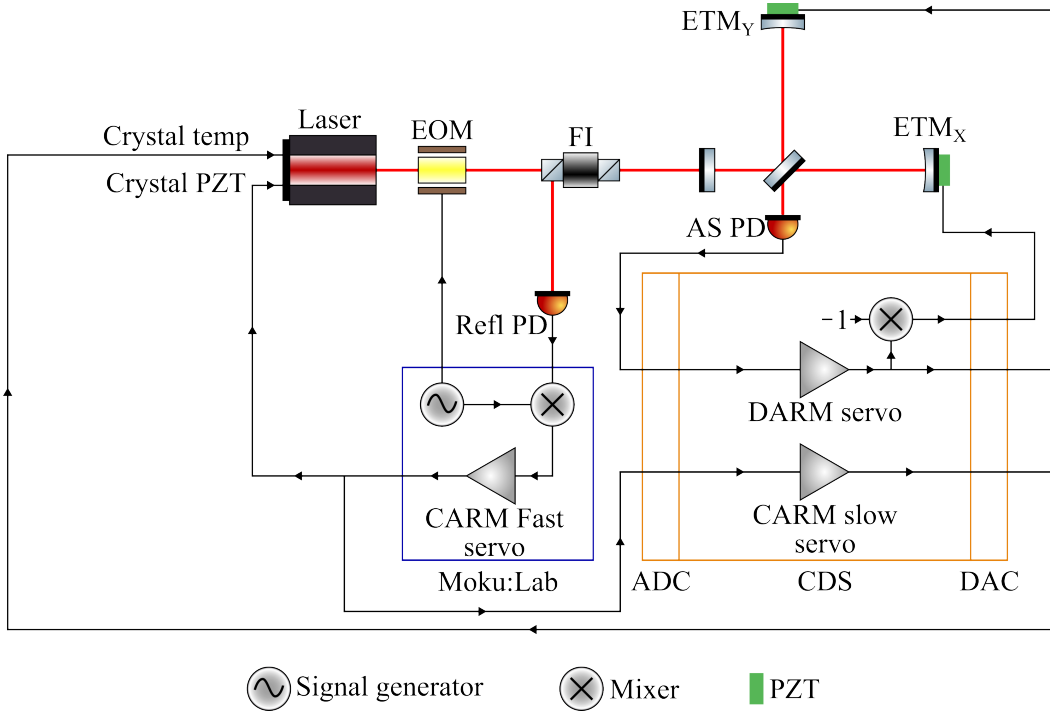 ETMY
Laser
EOM
FI
ETMX
Crystal temp
Crystal PZT
AS PD
Refl PD
−1
DARM servo
CARM Fast
servo
CARM slow
servo
Moku:Lab
ADC
CDS
DAC
Signal generator
Mixer
PZT